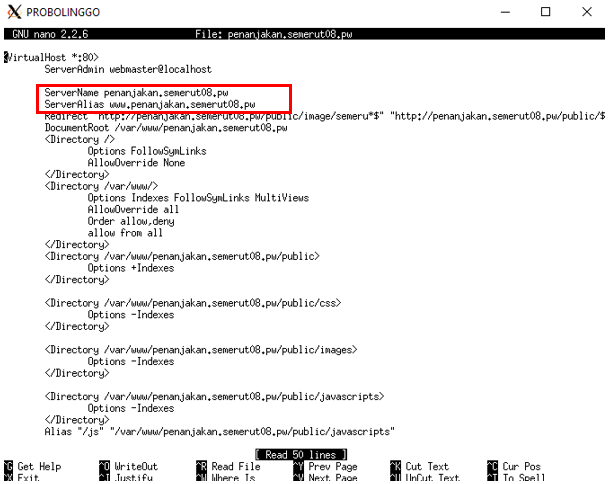 PROBOLINGGO
GNU nano 2.2.6 File: penanjakan.semerut08.pw
<VirtualHost *:80>
ServerAdmin webmaster@localhost
ServerName penanjakan.semerut08.pw
ServerAlias www.penanjakan.semerut08.pw
Redirect "http://penanjakan.semerut08.pw/public/image/semeru*$" "http://penanjakan.semerut08.pw/public/$
DocumentRoot /var/www/penanjakan.semerut08.pw
<Directory />
Options FollowSymLinks
AllowOverride None
</Directory>
<Directory /var/www/>
Options Indexes FollowSymLinks MultiViews
AllowOverride all
Order allow,deny
allow from all
</Directory>
<Directory /var/www/penanjakan.semerut08.pw/public>
Options +Indexes
</Directory>
<Directory /var/www/penanjakan.semerut08.pw/public/css>
Options -Indexes
</Directory>
<Directory /var/www/penanjakan.semerut08.pw/public/images>
Options -Indexes
</Directory>
<Directory /var/www/penanjakan.semerut08.pw/public/javascripts>
Options -Indexes
</Directory>
Alias "/js" "/var/www/penanjakan.semerut08.pw/public/javascripts"
[ Read 50 lines ]
^G Get Help ^O WriteOut ^R Read File ^Y Prev Page ^K Cut Text ^C Cur Pos
^X Exit ^J Justify ^W Where Is ^V Next Page ^U UnCut Text ^T To Spell